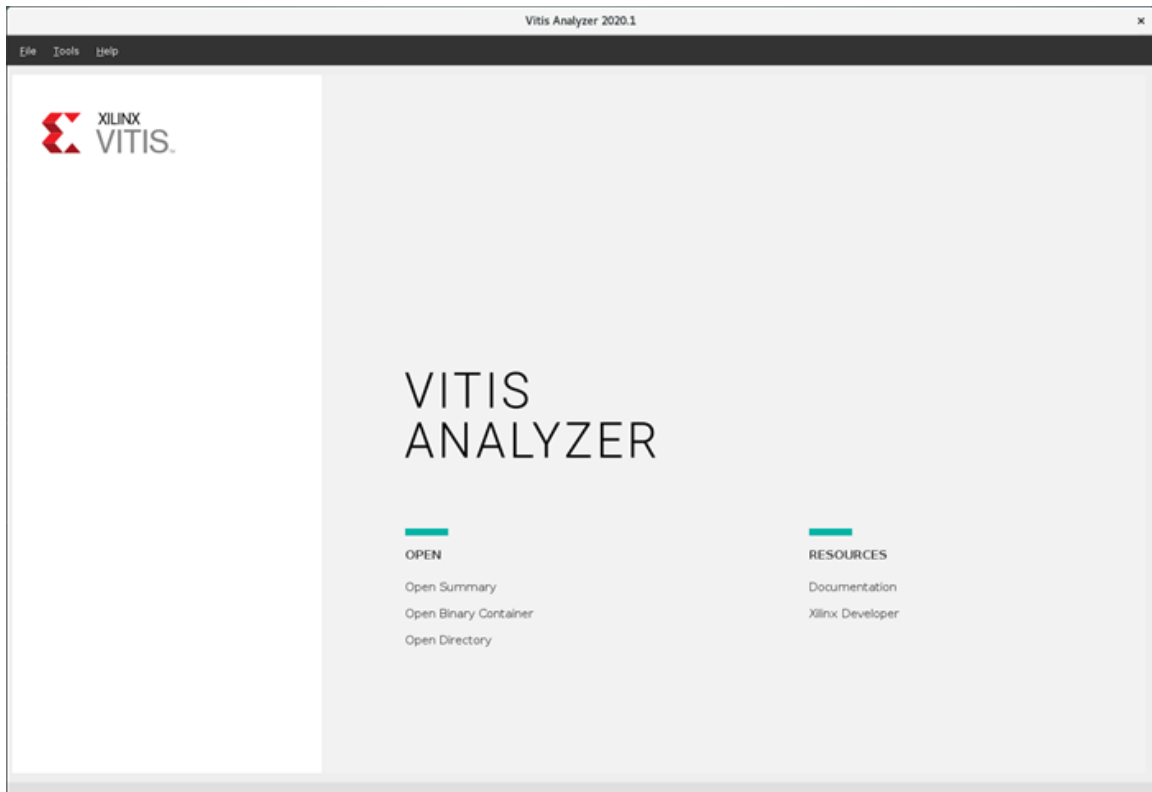 Vitis Analyzer 2020.1
File Tools Help
XILINX
VITIS™
VITIS
ANALYZER
OPEN
Open Summary
Open Binary Container
Open Directory
RESOURCES
Documentation
Xilinx Developer